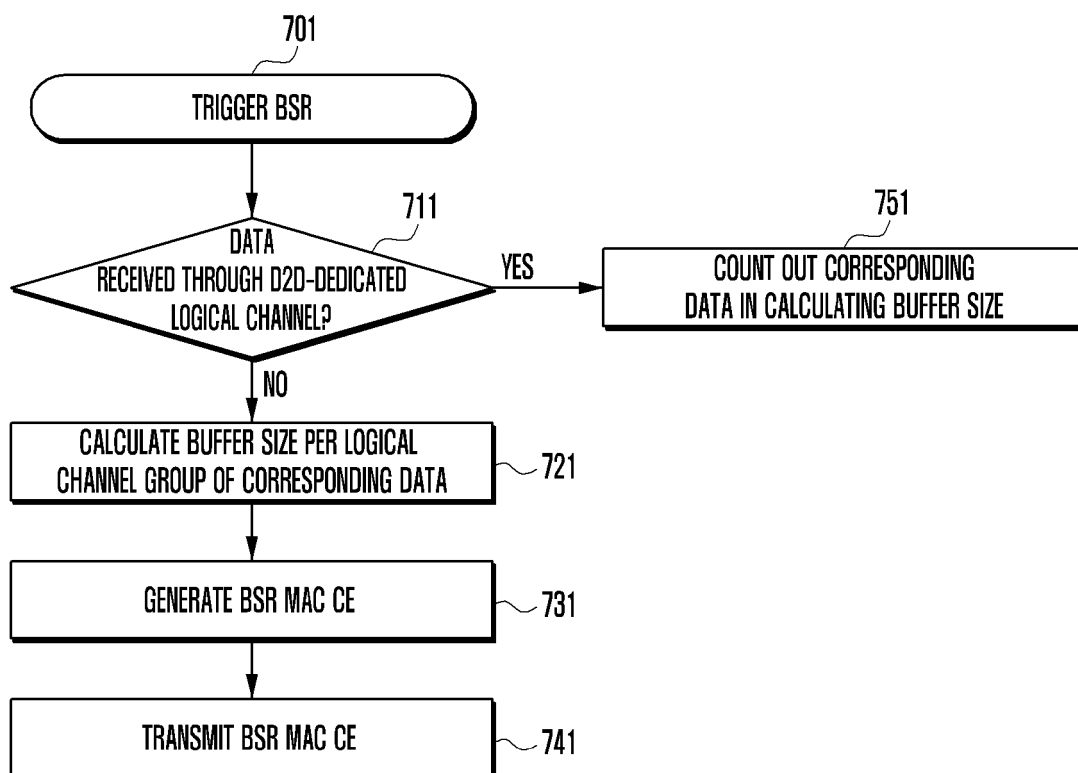 701
TRIGGER BSR
711
DATA
RECEIVED THROUGH D2D-DEDICATED
LOGICAL CHANNEL?
YES
751
COUNT OUT CORRESPONDING
DATA IN CALCULATING BUFFER SIZE
NO
CALCULATE BUFFER SIZE PER LOGICAL
CHANNEL GROUP OF CORRESPONDING DATA
721
GENERATE BSR MAC CE
731
TRANSMIT BSR MAC CE
741